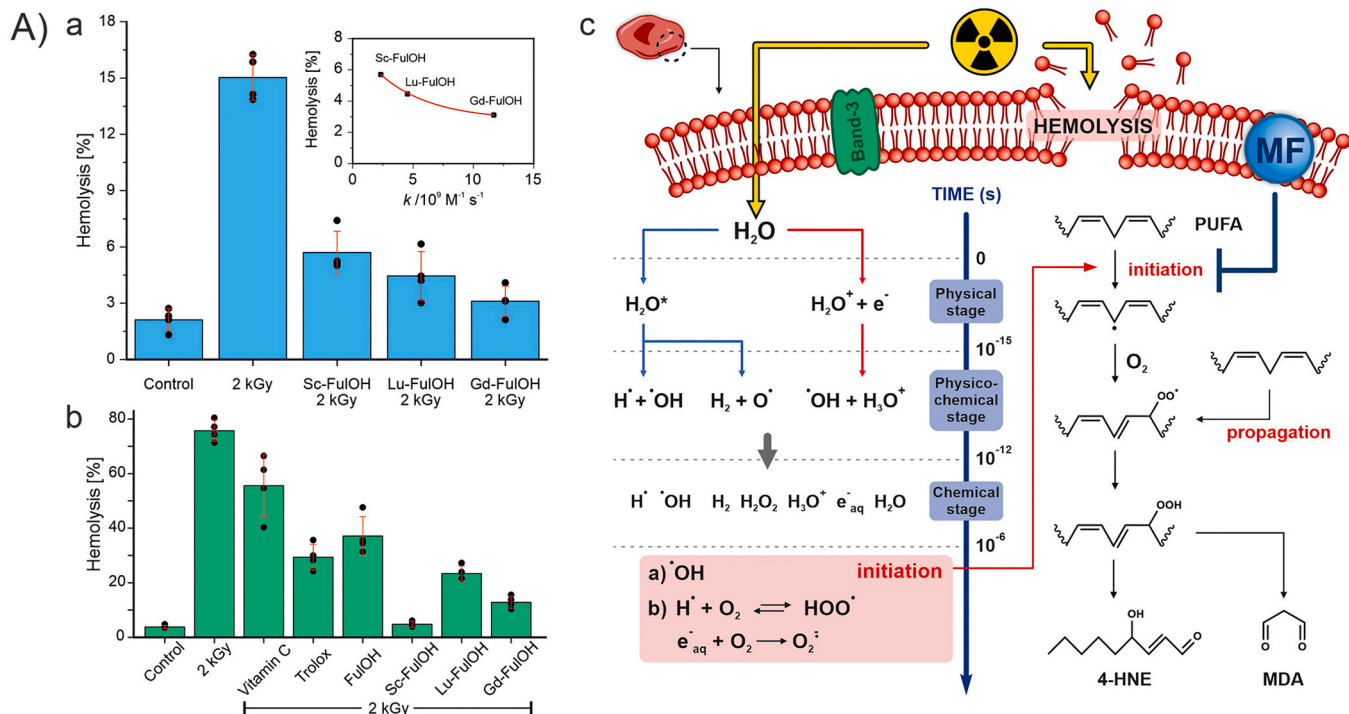 A)
a
Hemolysis [%]
18
15
12
9
6
3
0
Control
2 kGy
Sc-FulOH
2 kGy
Lu-FulOH
2 kGy
Gd-FulOH
2 kGy
Hemolysis [%]
8
6
4
2
0
0 5 10 15
k /10⁹ M⁻¹ s⁻¹
Sc-FulOH
Lu-FulOH
Gd-FulOH
b
Hemolysis [%]
80
60
40
20
0
Control
2 kGy
Vitamin C
Trolox
FulOH
Sc-FulOH
Lu-FulOH
Gd-FulOH
2 kGy
c
Band-3
HEMOLYSIS
MF
TIME (s)
H₂O
0
H₂O*
H₂O⁺ + e⁻
Physical
stage
10⁻¹⁵
H• + •OH
H₂ + O•
•OH + H₃O⁺
Physico-
chemical
stage
10⁻¹²
H• •OH H₂ H₂O₂ H₃O⁺ e⁻aq H₂O
Chemical
stage
10⁻⁶
a) •OH
initiation
b) H• + O₂ ⇌ HOO•
e⁻aq + O₂ → O₂•⁻
PUFA
initiation
•
O₂
OO•
propagation
OOH
OH
O
O O
4-HNE
MDA